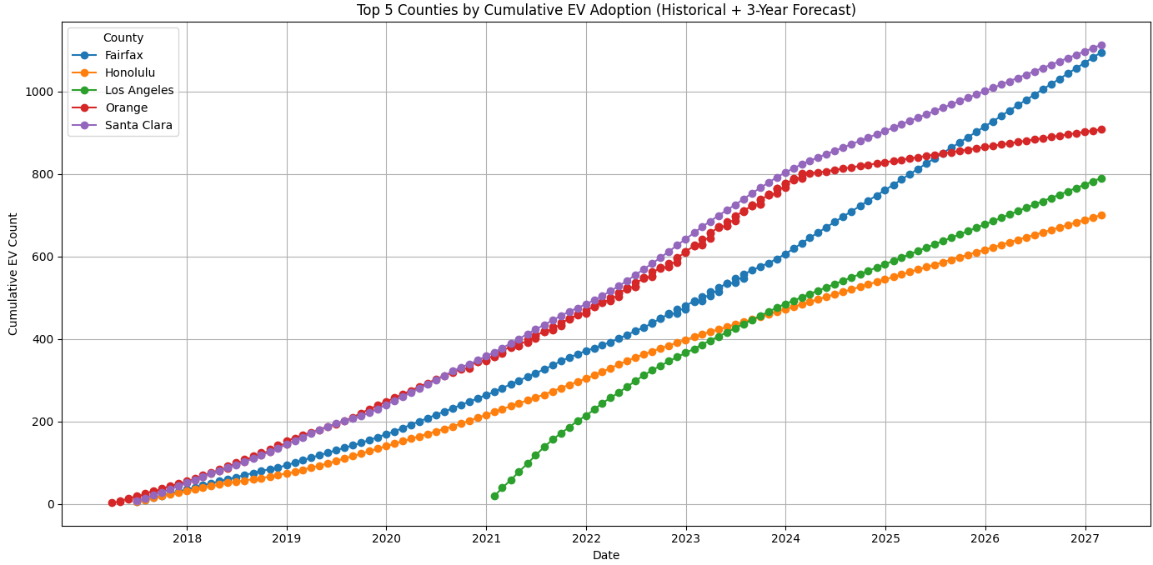 Top 5 Counties by Cumulative EV Adoption (Historical + 3-Year Forecast)
County
Fairfax
Honolulu
Los Angeles
Orange
Santa Clara
Cumulative EV Count
1000
800
600
400
200
0
2018 2019 2020 2021 2022 2023 2024 2025 2026 2027
Date